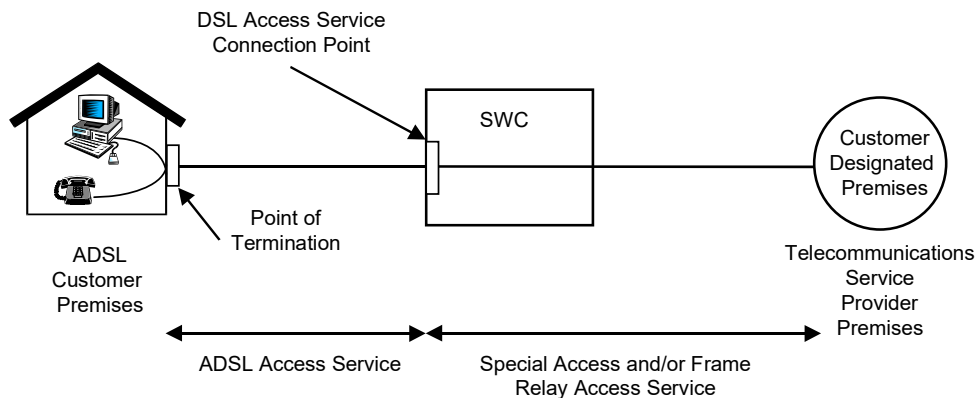 DSL Access Service
Connection Point
SWC
Customer
Designated
Premises
Point of
Termination
ADSL
Customer
Premises
Telecommunications
Service
Provider
Premises
ADSL Access Service
Special Access and/or Frame
Relay Access Service